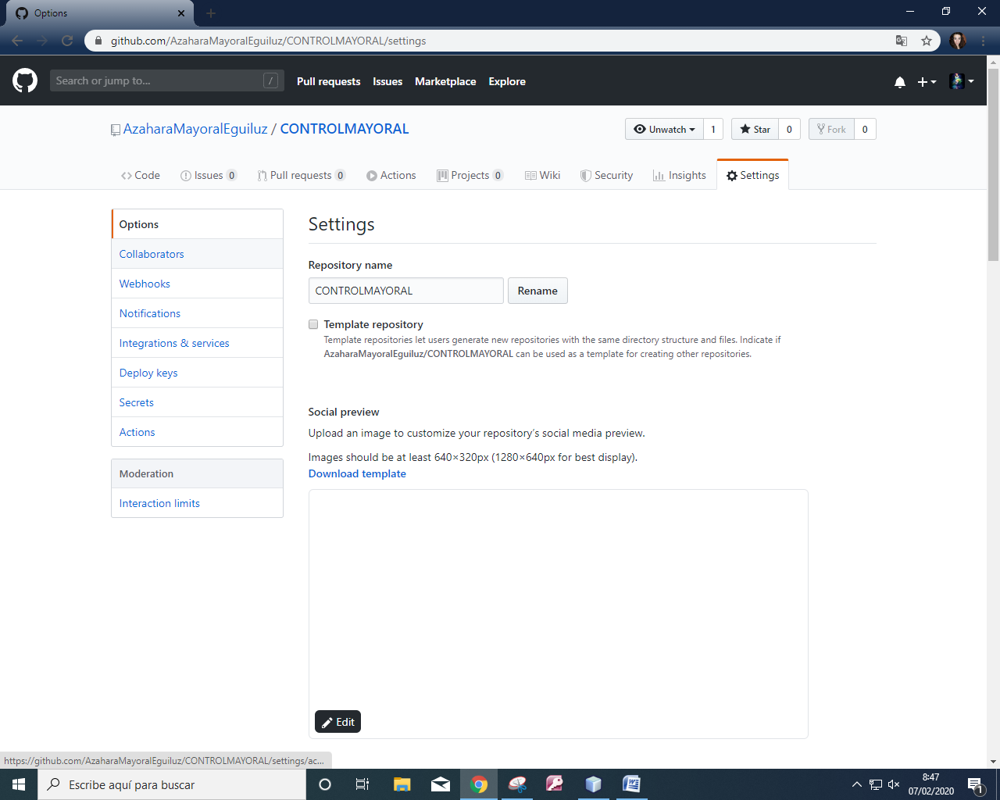 Options
github.com/AzaharaMayoralEguiluz/CONTROLMAYORAL/settings
Search or jump to... / Pull requests Issues Marketplace Explore
AzaharaMayoralEguiluz / CONTROLMAYORAL Unwatch 1 Star 0 Fork 0
Code Issues 0 Pull requests 0 Actions Projects 0 Wiki Security Insights Settings
Options
Collaborators
Webhooks
Notifications
Integrations & services
Deploy keys
Secrets
Actions
Moderation
Interaction limits
Settings
Repository name
CONTROLMAYORAL Rename
Template repository
Template repositories let users generate new repositories with the same directory structure and files. Indicate if
AzaharaMayoralEguiluz/CONTROLMAYORAL can be used as a template for creating other repositories.
Social preview
Upload an image to customize your repository's social media preview.
Images should be at least 640×320px (1280×640px for best display).
Download template
Edit
https://github.com/AzaharaMayoralEguiluz/CONTROLMAYORAL/settings/ac...
Escribe aquí para buscar
8:47
07/02/2020
1